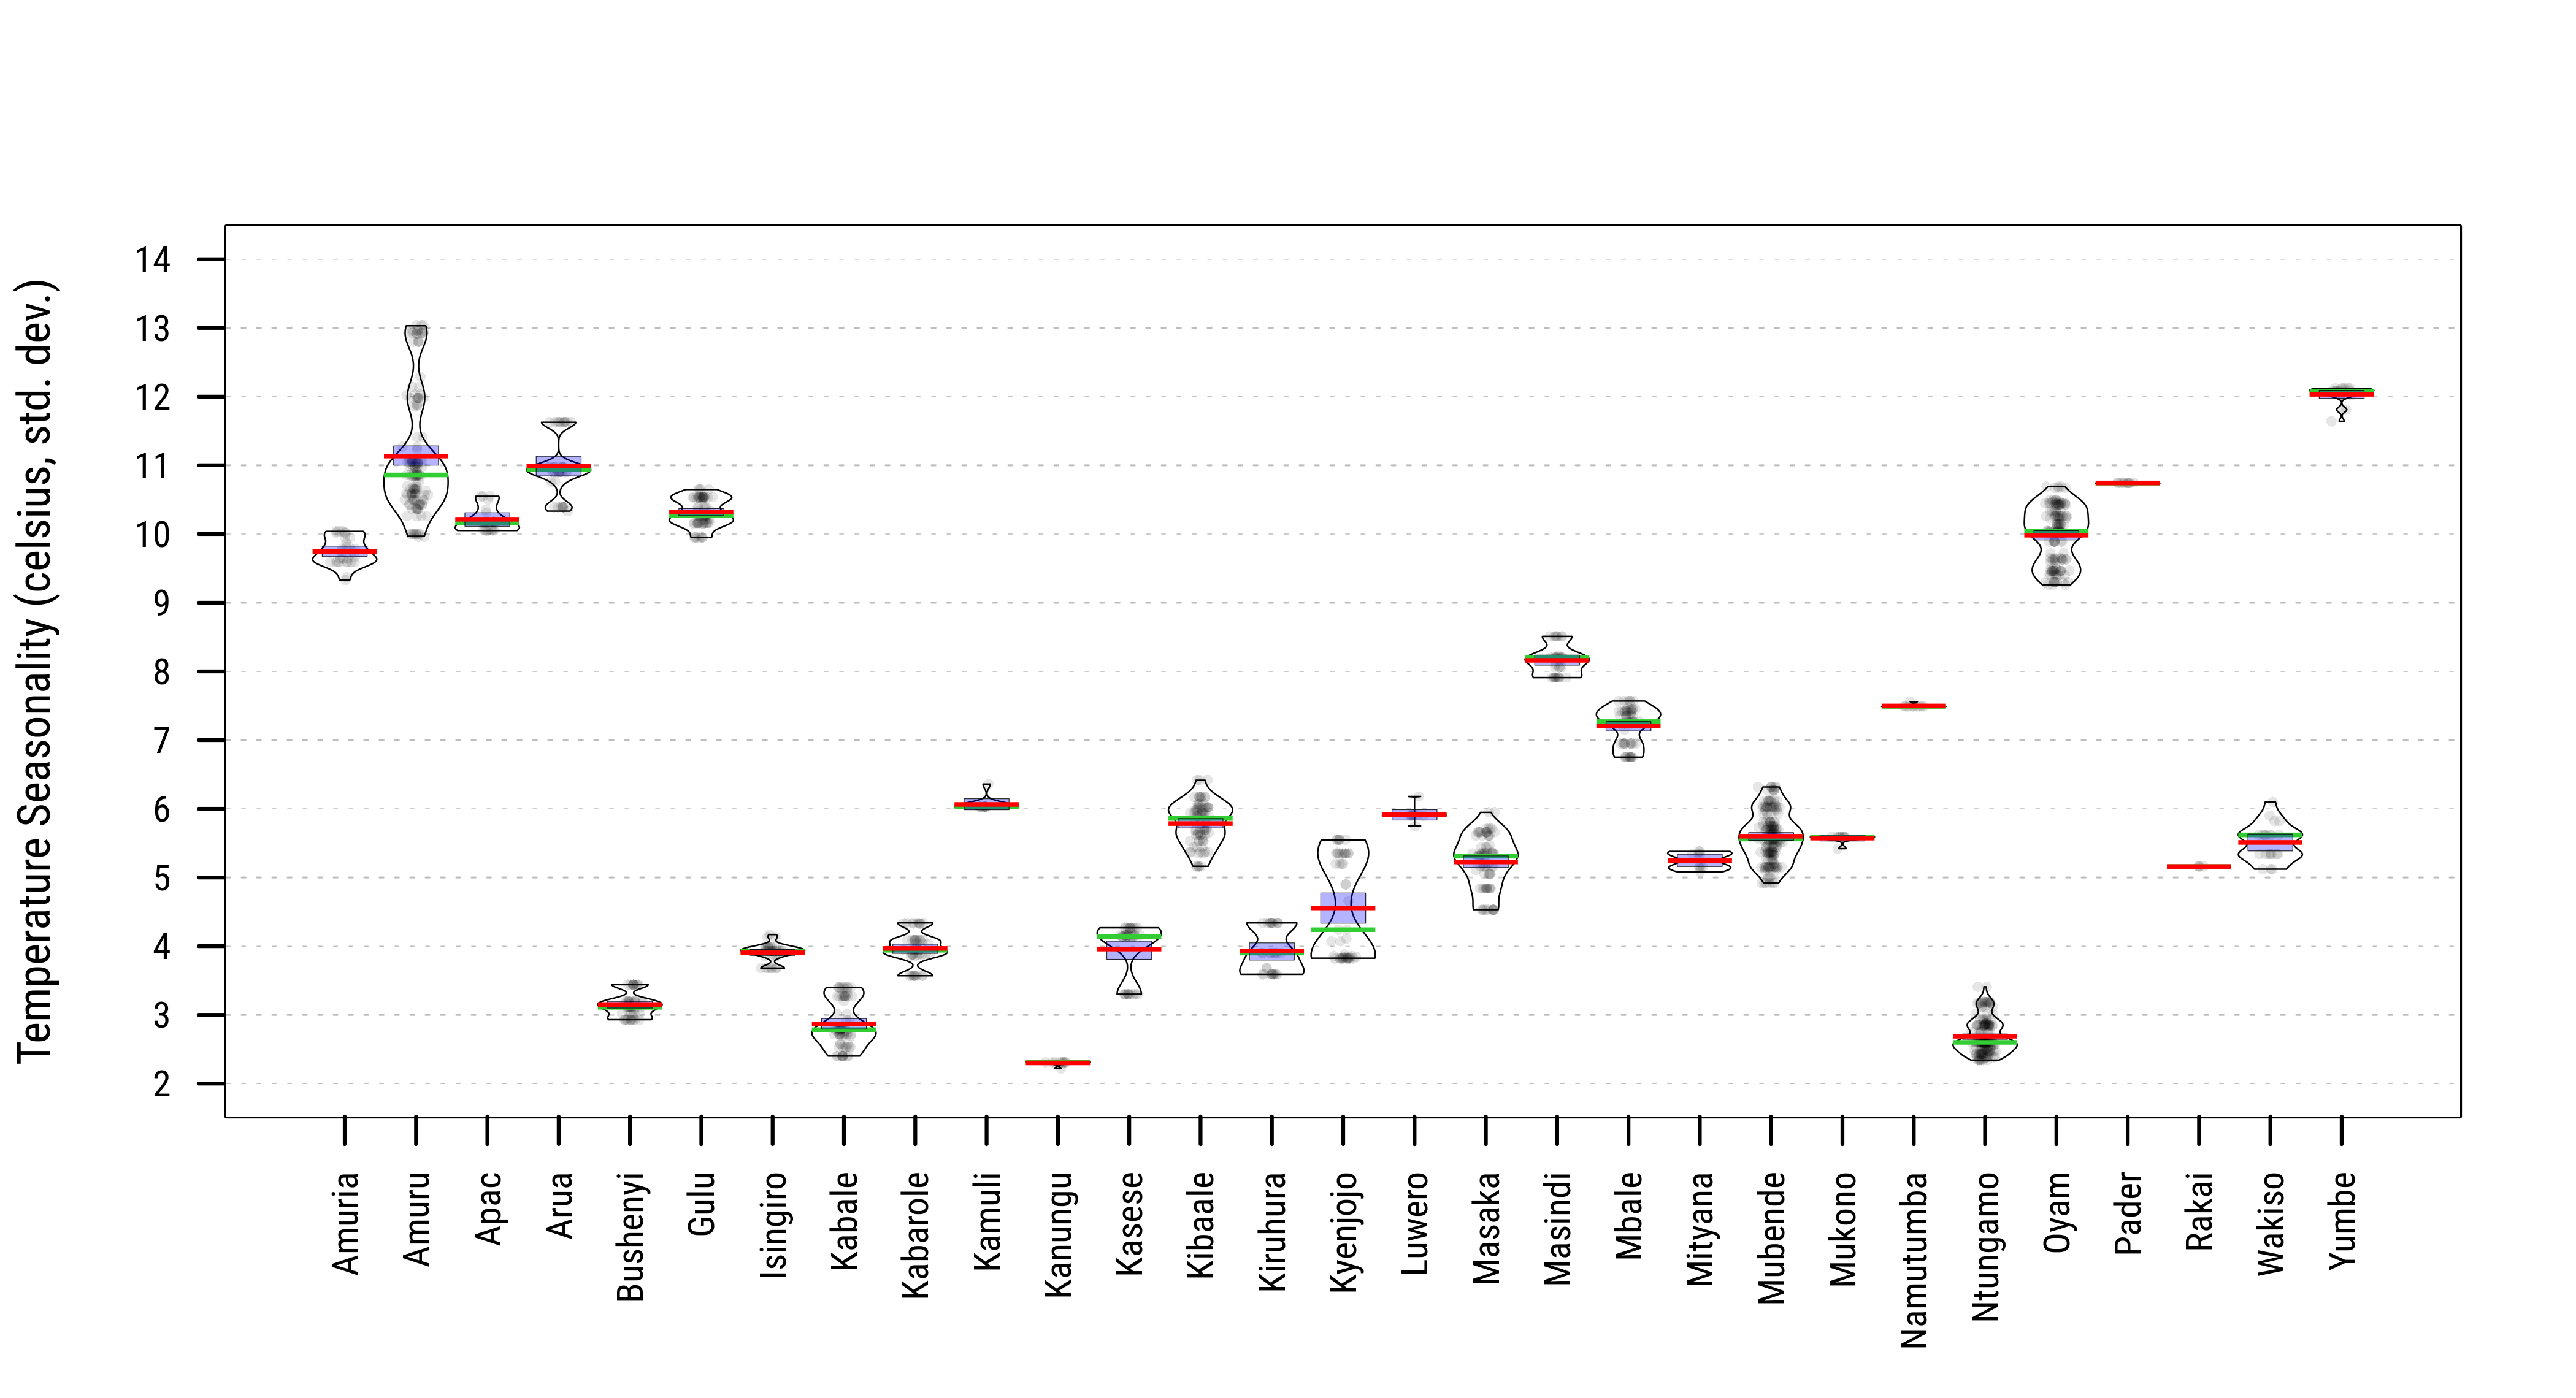 Temperature Seasonality (celsius, std. dev.)
14
13
12
11
10
9
8
7
6
5
4
3
2
Amuria
Amuru
Apac
Arua
Bushenyi
Gulu
Isingiro
Kabale
Kabarole
Kamuli
Kanungu
Kasese
Kibaale
Kiruhura
Kyenjojo
Luwero
Masaka
Masindi
Mbale
Mityana
Mubende
Mukono
Namutumba
Ntungamo
Oyam
Pader
Rakai
Wakiso
Yumbe